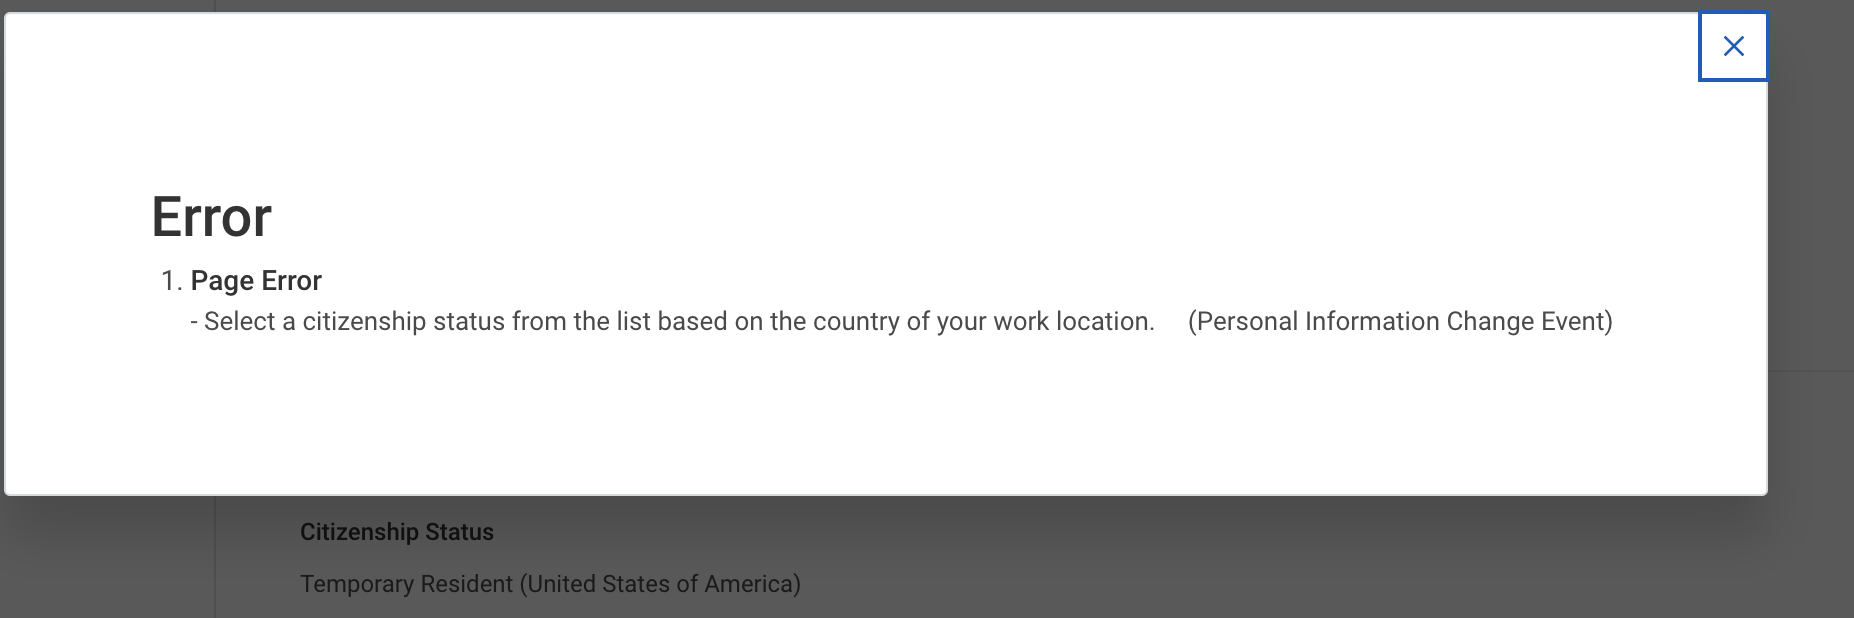 Error
1. Page Error
- Select a citizenship status from the list based on the country of your work location. (Personal Information Change Event)
Citizenship Status
Temporary Resident (United States of America)